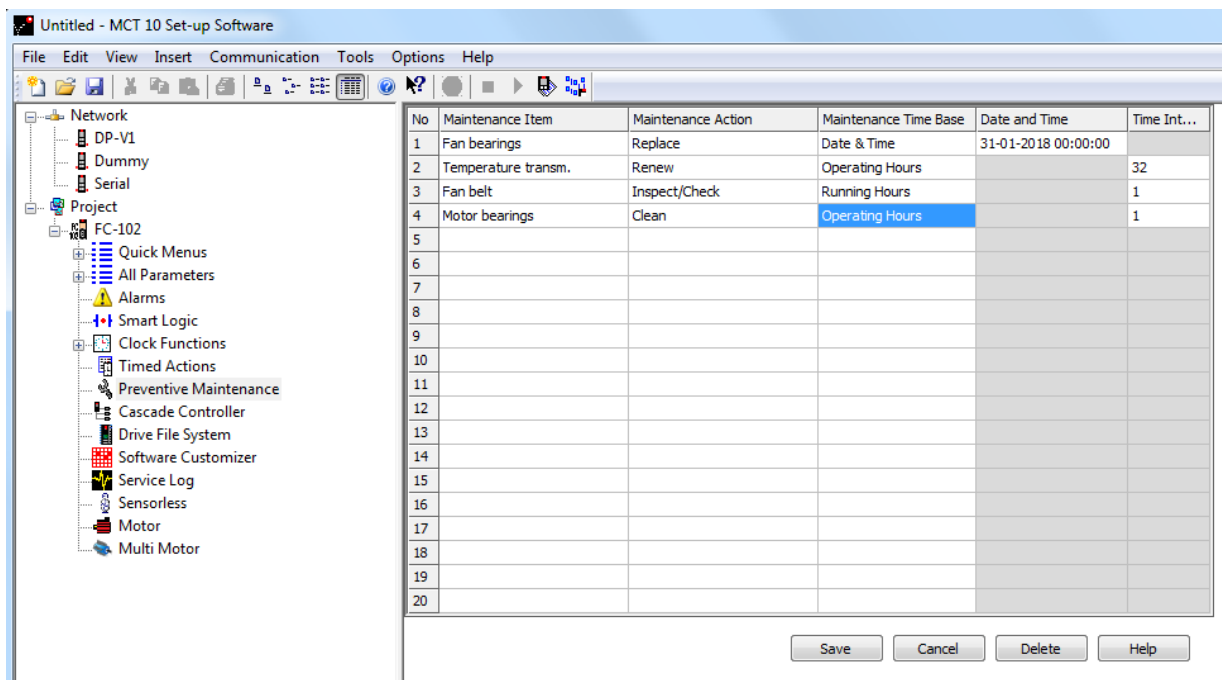 Untitled - MCT 10 Set-up Software
File Edit View Insert Communication Tools Options Help
Network
DP-V1
Dummy
Serial
Project
FC-102
Quick Menus
All Parameters
Alarms
Smart Logic
Clock Functions
Timed Actions
Preventive Maintenance
Cascade Controller
Drive File System
Software Customizer
Service Log
Sensorless
Motor
Multi Motor
No Maintenance Item Maintenance Action Maintenance Time Base Date and Time Time Int...
1 Fan bearings Replace Date & Time 31-01-2018 00:00:00
2 Temperature transm. Renew Operating Hours 32
3 Fan belt Inspect/Check Running Hours 1
4 Motor bearings Clean Operating Hours 1
5
6
7
8
9
10
11
12
13
14
15
16
17
18
19
20
Save Cancel Delete Help